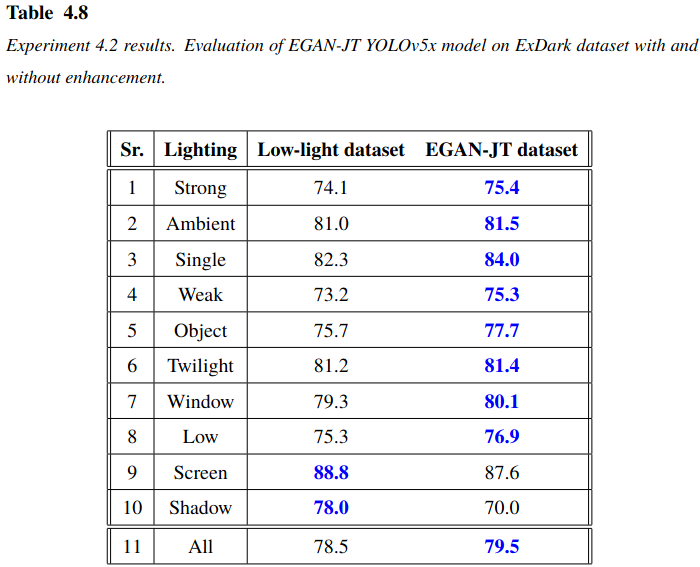 Table 4.8
Experiment 4.2 results. Evaluation of EGAN-JT YOLOv5x model on ExDark dataset with and
without enhancement.
Sr. Lighting Low-light dataset EGAN-JT dataset
1 Strong 74.1 75.4
2 Ambient 81.0 81.5
3 Single 82.3 84.0
4 Weak 73.2 75.3
5 Object 75.7 77.7
6 Twilight 81.2 81.4
7 Window 79.3 80.1
8 Low 75.3 76.9
9 Screen 88.8 87.6
10 Shadow 78.0 70.0
11 All 78.5 79.5